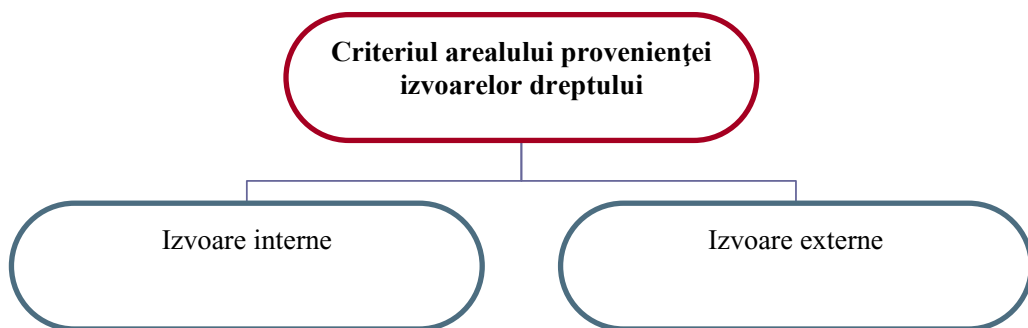 Criteriul arealului provenienţei
izvoarelor dreptului
Izvoare interne
Izvoare externe